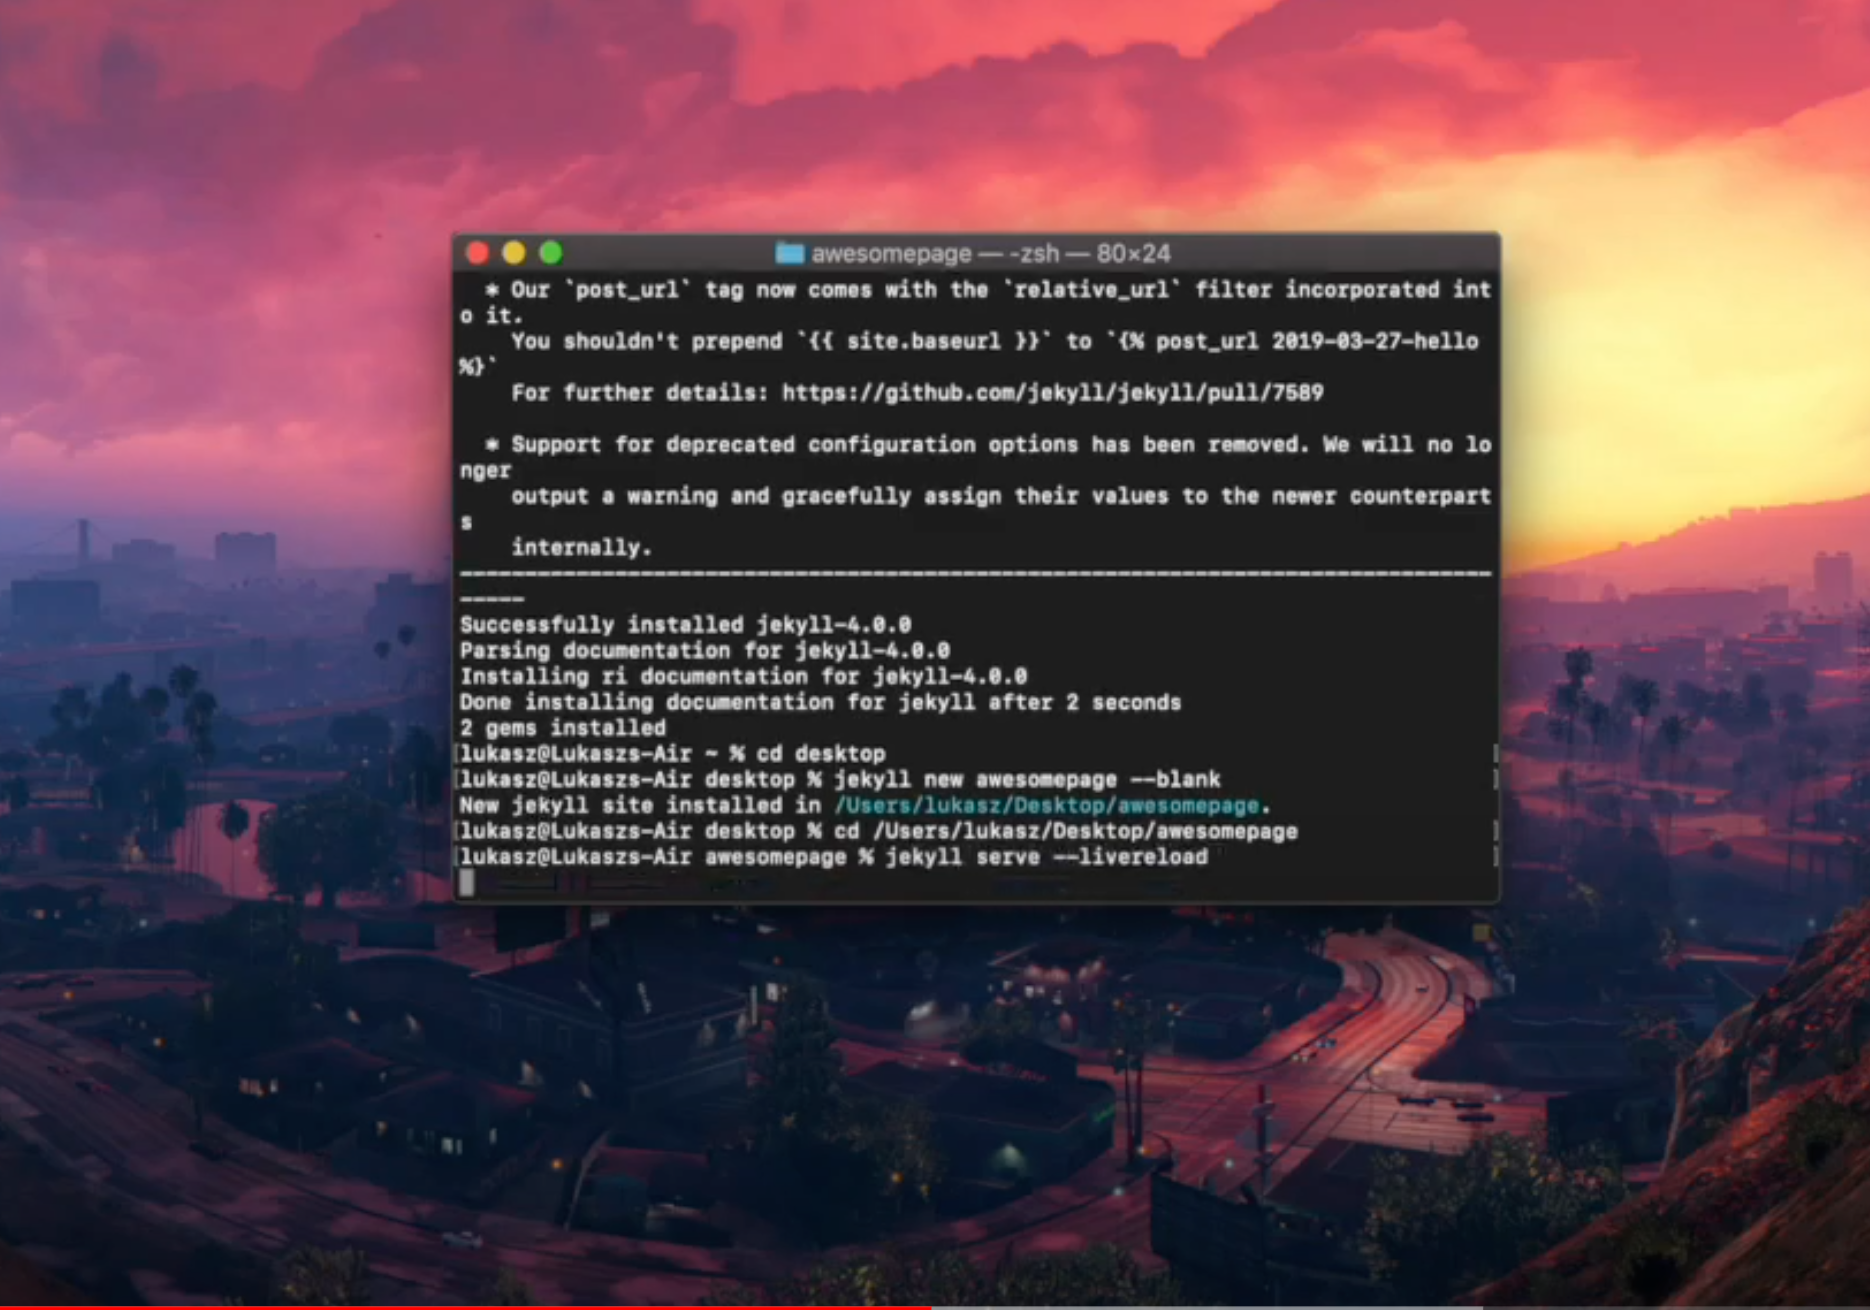 awesomepage — -zsh — 80×24
* Our `post_url` tag now comes with the `relative_url` filter incorporated int
o it.
You shouldn't prepend `{{ site.baseurl }}` to `{% post_url 2019-03-27-hello
%}`
For further details: https://github.com/jekyll/jekyll/pull/7589
* Support for deprecated configuration options has been removed. We will no lo
nger
output a warning and gracefully assign their values to the newer counterpart
s
internally.
--------------------------------------------------------------------------------
-----
Successfully installed jekyll-4.0.0
Parsing documentation for jekyll-4.0.0
Installing ri documentation for jekyll-4.0.0
Done installing documentation for jekyll after 2 seconds
2 gems installed
[lukasz@Lukaszs-Air ~ % cd desktop ]
[lukasz@Lukaszs-Air desktop % jekyll new awesomepage --blank ]
New jekyll site installed in /Users/lukasz/Desktop/awesomepage.
[lukasz@Lukaszs-Air desktop % cd /Users/lukasz/Desktop/awesomepage ]
[lukasz@Lukaszs-Air awesomepage % jekyll serve --livereload ]